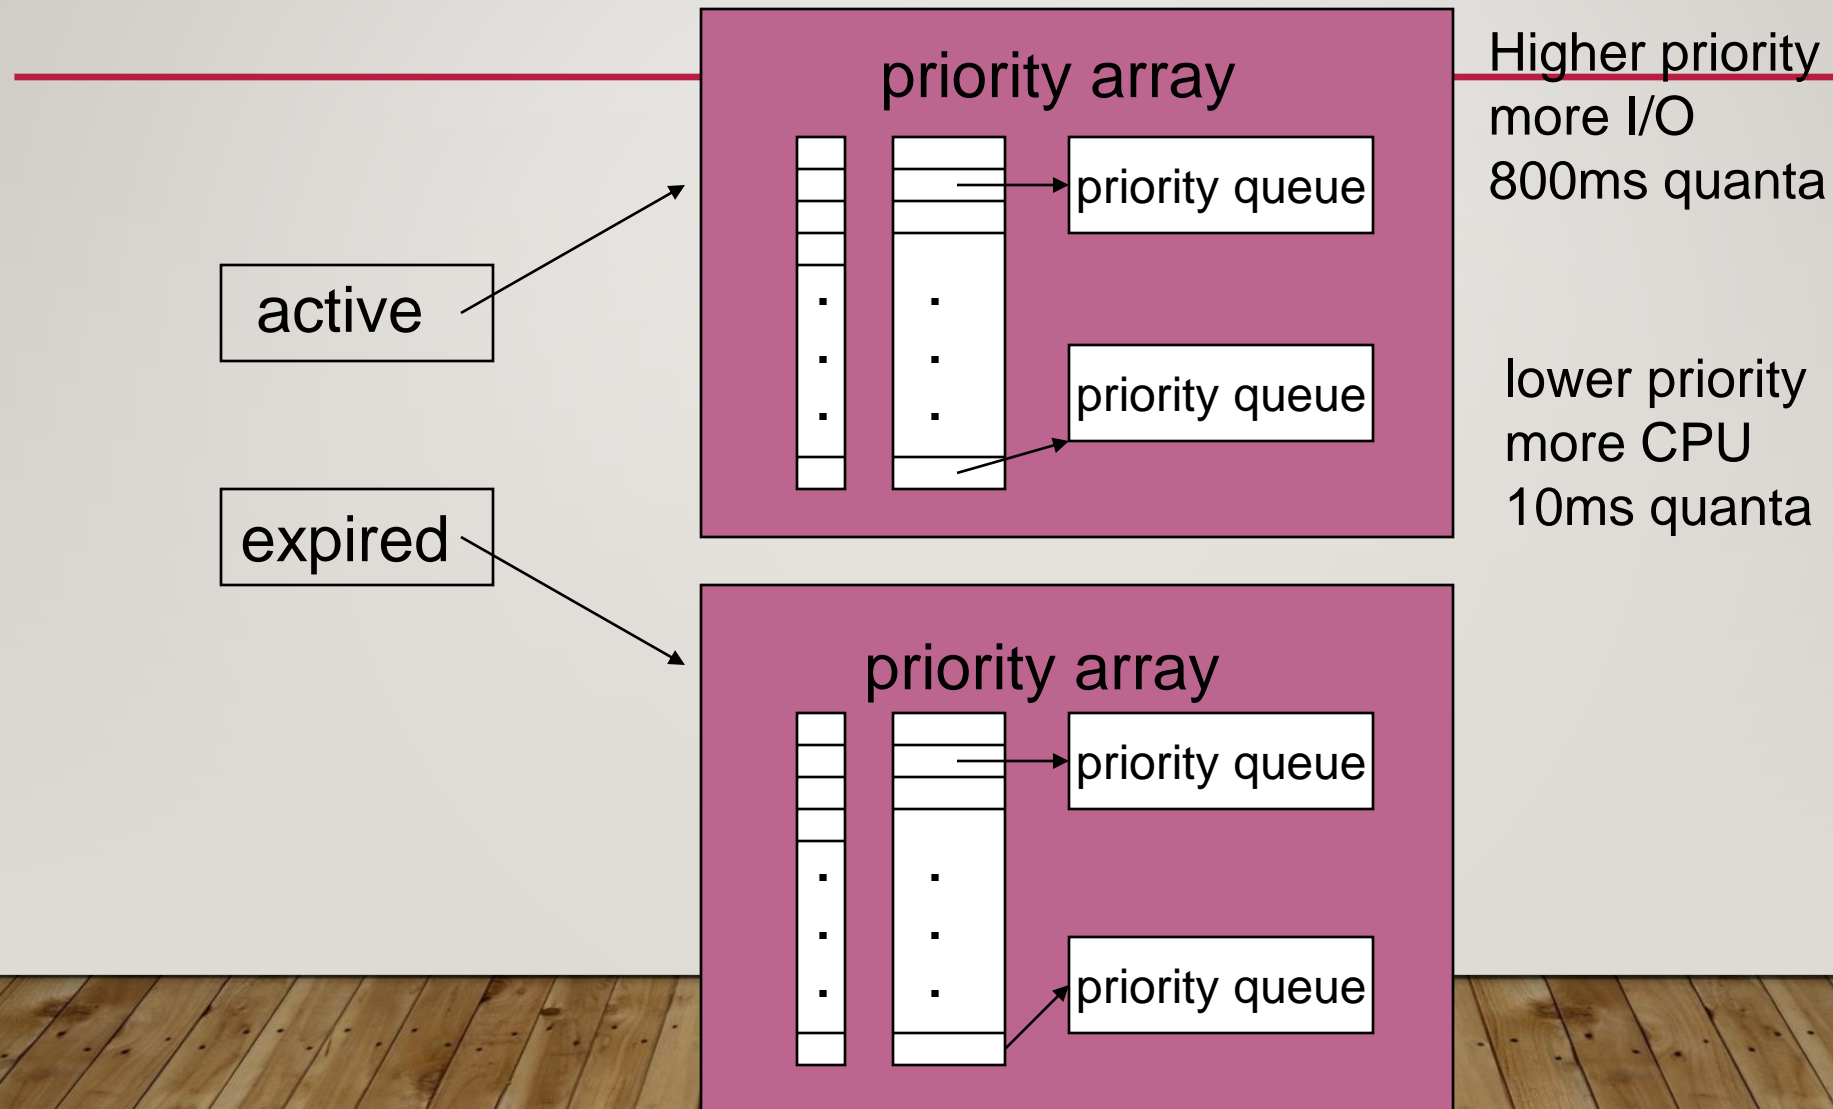 priority array
Higher priority
more I/O
800ms quanta
priority queue
active
priority queue
lower priority
more CPU
10ms quanta
expired
priority array
priority queue
priority queue